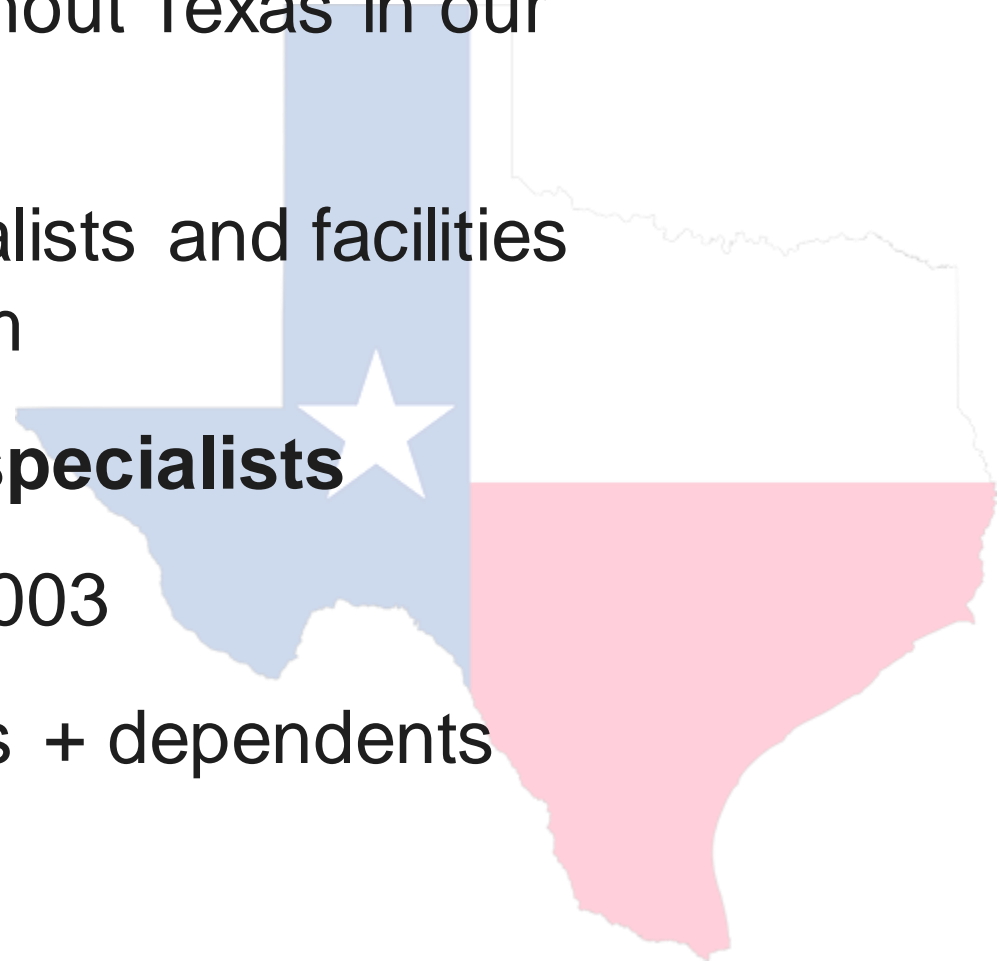 hout Texas in our
alists and facilities
n
specialists
003
s + dependents